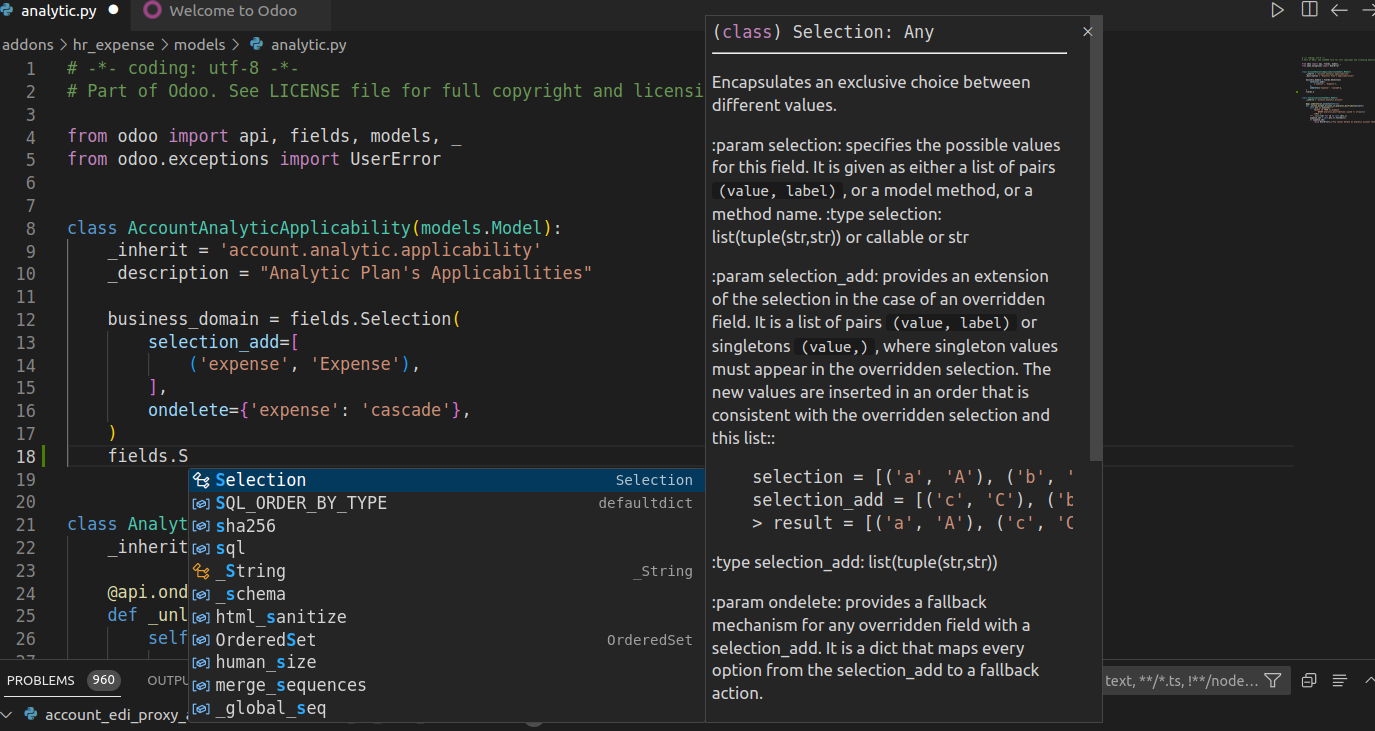 analytic.py
Welcome to Odoo
addons > hr_expense > models > analytic.py
1 # -*- coding: utf-8 -*-
2 # Part of Odoo. See LICENSE file for full copyright and licensi
3
4 from odoo import api, fields, models, _
5 from odoo.exceptions import UserError
6
7
8 class AccountAnalyticApplicability(models.Model):
9 _inherit = 'account.analytic.applicability'
10 _description = "Analytic Plan's Applicabilities"
11
12 business_domain = fields.Selection(
13 selection_add=[
14 ('expense', 'Expense'),
15 ],
16 ondelete={'expense': 'cascade'},
17 )
18 fields.S
19
20
21 class Analyt
22 _inherit
23
24 @api.ond
25 def _unl
26 self
27
Selection Selection
SQL_ORDER_BY_TYPE defaultdict
sha256
sql
_String _String
_schema
html_sanitize
OrderedSet OrderedSet
human_size
merge_sequences
_global_seq
(class) Selection: Any
Encapsulates an exclusive choice between
different values.
:param selection: specifies the possible values
for this field. It is given as either a list of pairs
(value, label) , or a model method, or a
method name. :type selection:
list(tuple(str,str)) or callable or str
:param selection_add: provides an extension
of the selection in the case of an overridden
field. It is a list of pairs (value, label) or
singletons (value,) , where singleton values
must appear in the overridden selection. The
new values are inserted in an order that is
consistent with the overridden selection and
this list::
selection = [('a', 'A'), ('b', '
selection_add = [('c', 'C'), ('b
> result = [('a', 'A'), ('c', 'C
:type selection_add: list(tuple(str,str))
:param ondelete: provides a fallback
mechanism for any overridden field with a
selection_add. It is a dict that maps every
option from the selection_add to a fallback
action.
PROBLEMS 960 OUTPU
text, **/*.ts, !**/node...
account_edi_proxy_